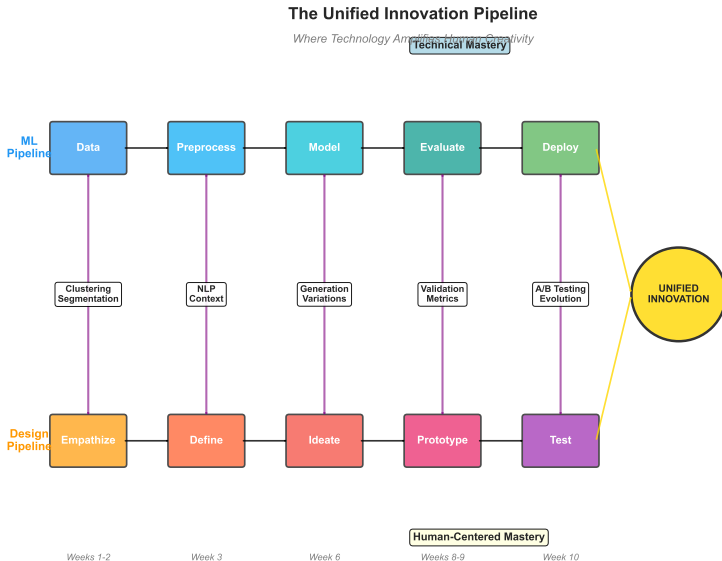 The Unified Innovation Pipeline
Where Technology Amplifies Human Creativity
Technical Mastery
ML
Pipeline
Data
Preprocess
Model
Evaluate
Deploy
Clustering
Segmentation
NLP
Context
Generation
Variations
Validation
Metrics
A/B Testing
Evolution
UNIFIED
INNOVATION
Design
Pipeline
Empathize
Define
Ideate
Prototype
Test
Human-Centered Mastery
Weeks 1-2
Week 3
Week 6
Weeks 8-9
Week 10